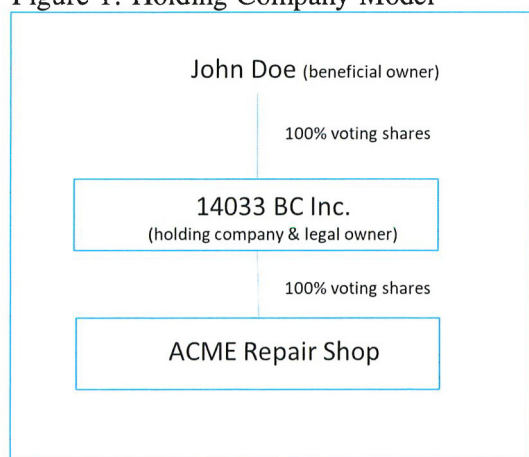 Figure 1: Holding Company Model
John Doe (beneficial owner)
100% voting shares
14033 BC Inc.
(holding company & legal owner)
100% voting shares
ACME Repair Shop